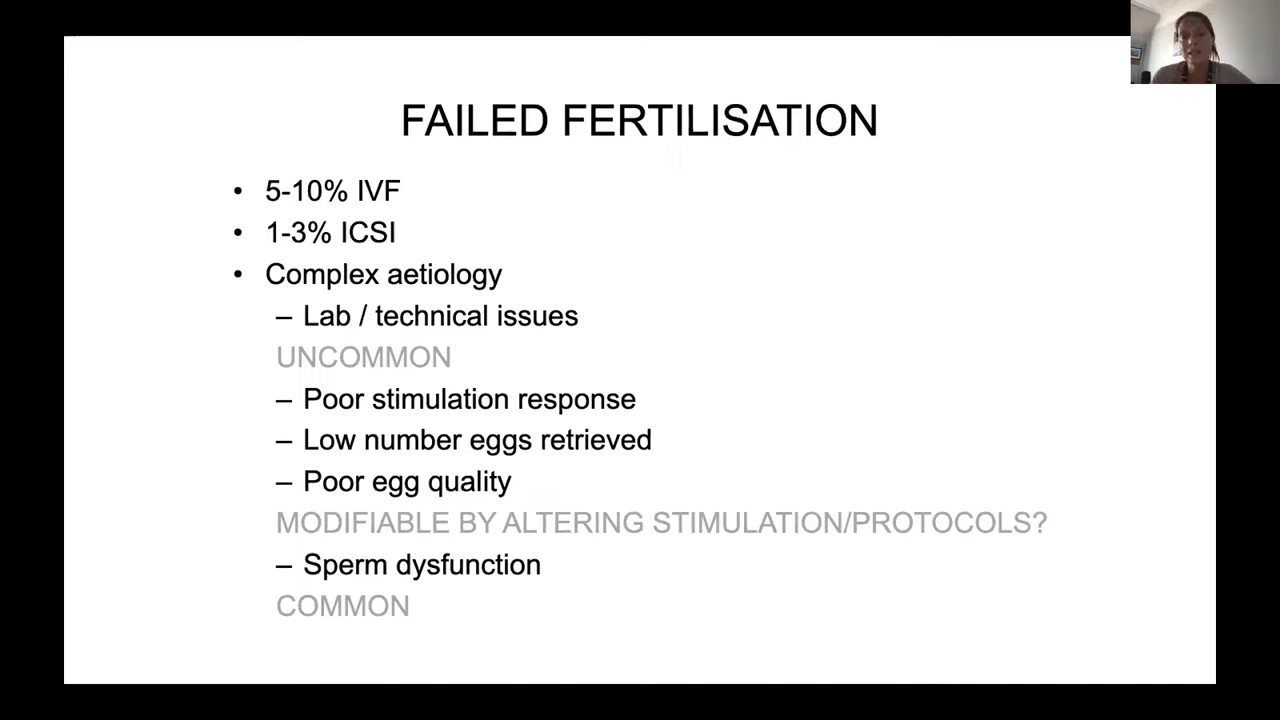 FAILED FERTILISATION
• 5-10% IVF
• 1-3% ICSI
• Complex aetiology
– Lab / technical issues
UNCOMMON
– Poor stimulation response
– Low number eggs retrieved
– Poor egg quality
MODIFIABLE BY ALTERING STIMULATION/PROTOCOLS?
– Sperm dysfunction
COMMON